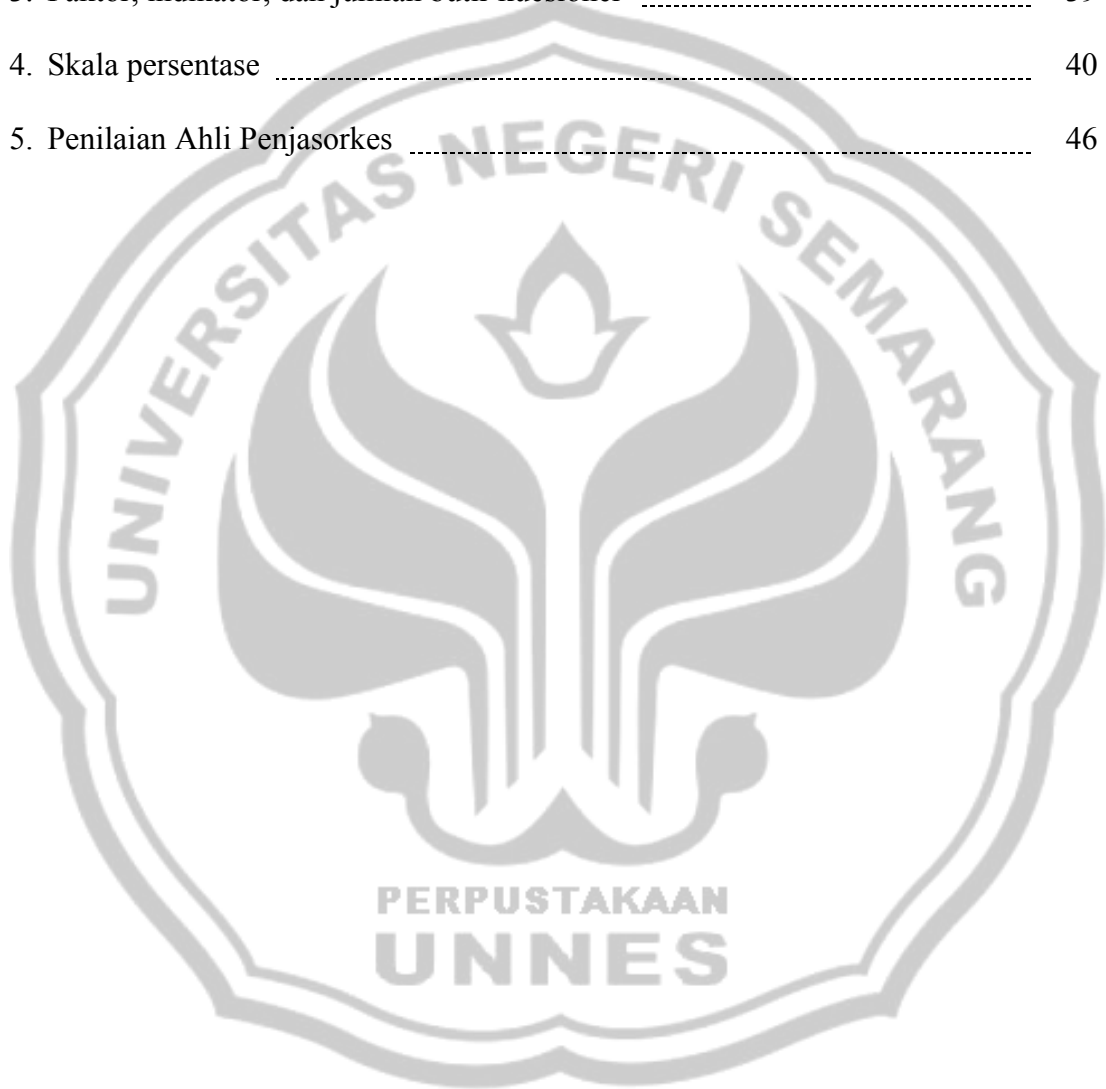 4. Skala persentase 40
5. Penilaian Ahli Penjasorkes 46
UNIVERSITAS NEGERI SEMARANG
PERPUSTAKAAN
UNNES